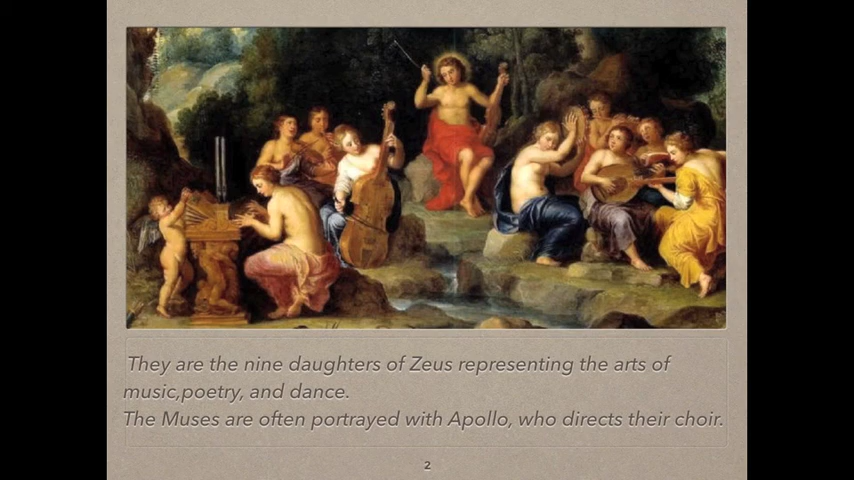 They are the nine daughters of Zeus representing the arts of
music,poetry, and dance.
The Muses are often portrayed with Apollo, who directs their choir.
2